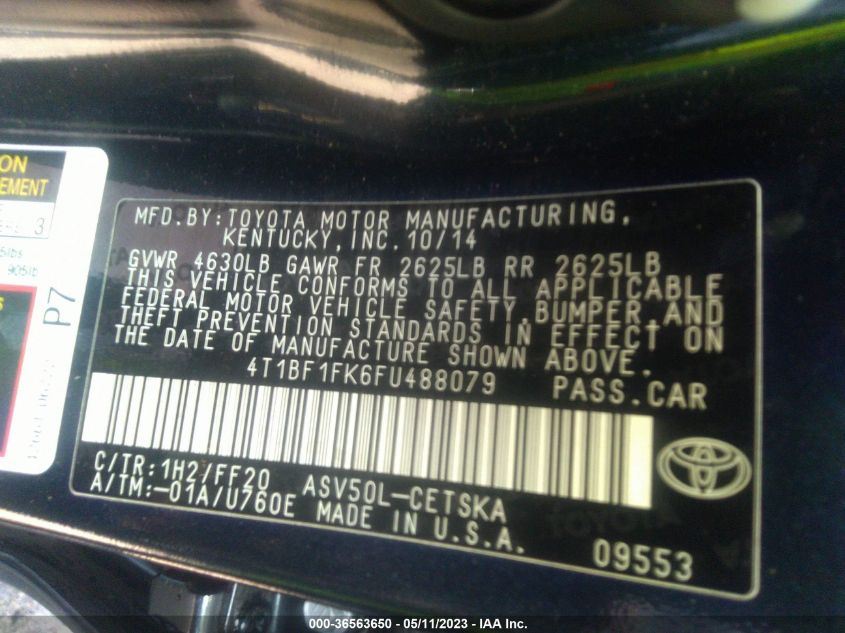 ON
EMENT
3
5lbs
905lb
P7
MFD.BY:TOYOTA MOTOR MANUFACTURING,
KENTUCKY,INC.10/14
GVWR 4630LB GAWR FR 2625LB RR 2625LB
THIS VEHICLE CONFORMS TO ALL APPLICABLE
FEDERAL MOTOR VEHICLE SAFETY,BUMPER,AND
THEFT PREVENTION STANDARDS IN EFFECT ON
THE DATE OF MANUFACTURE SHOWN ABOVE.
4T1BF1FK6FU488079 PASS.CAR
C/TR:1H2/FF20 ASV50L-CETSKA
A/TM:-01A/U760E MADE IN U.S.A.
TOYOTA
09553
000-36563650 - 05/11/2023 - IAA Inc.